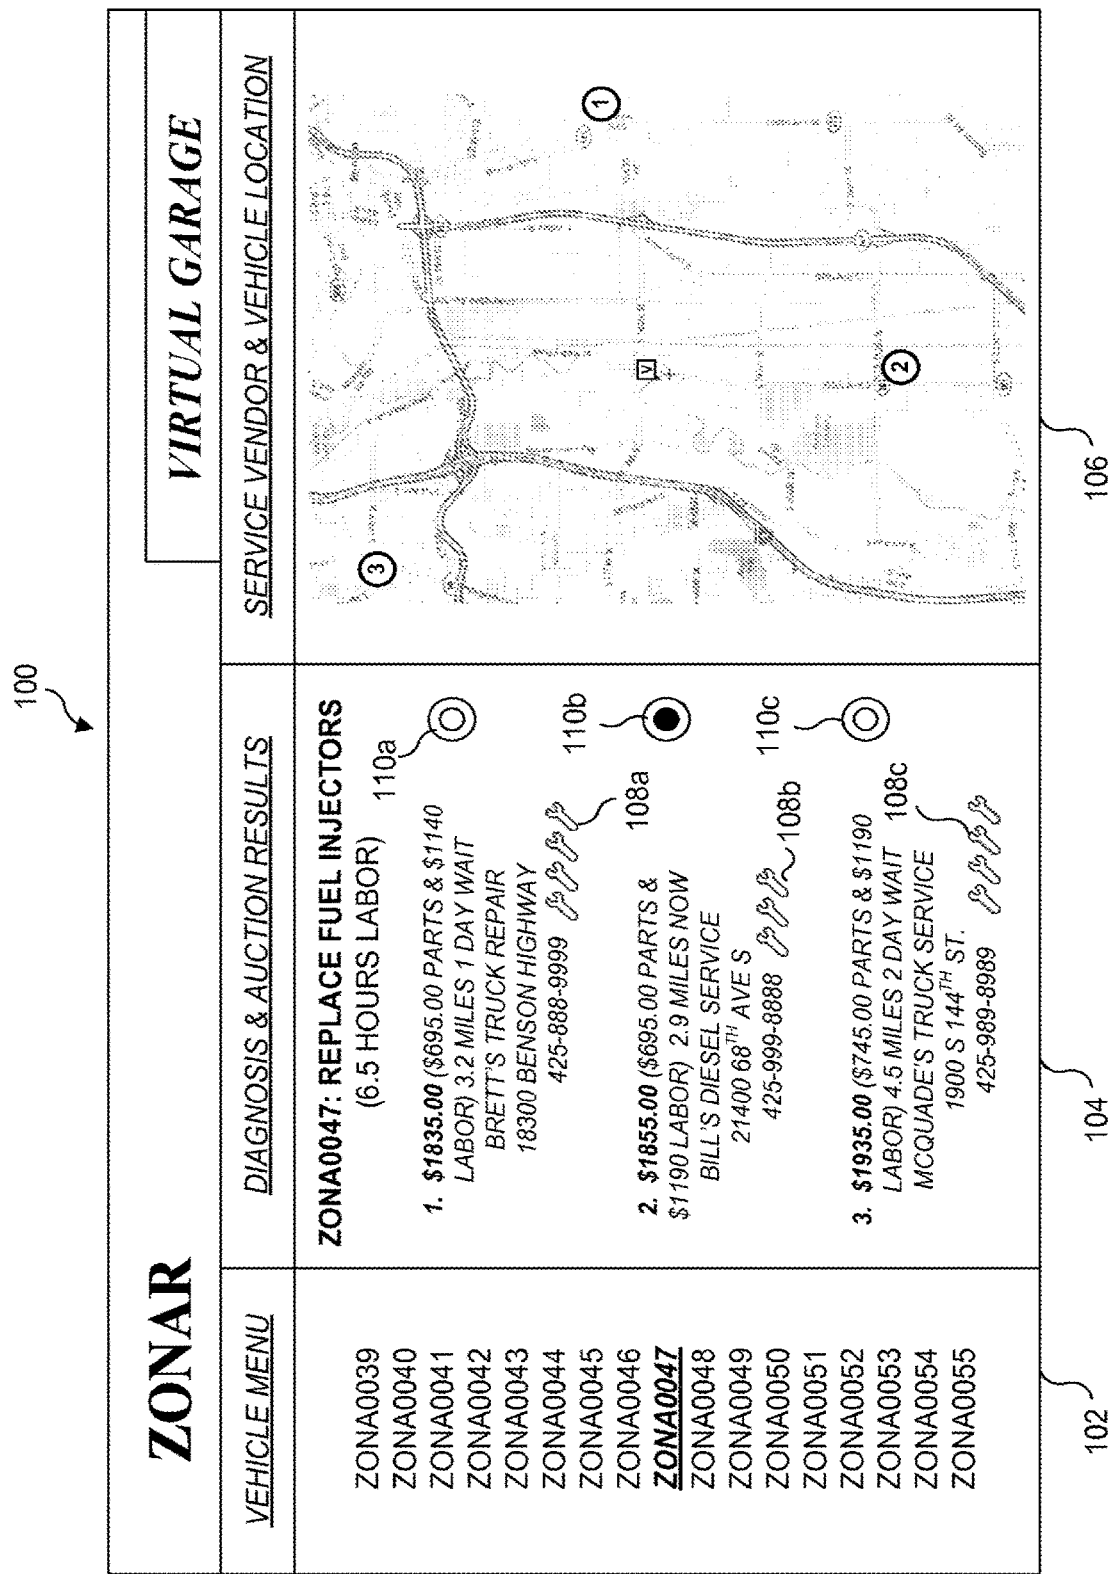 100
ZONAR
VIRTUAL GARAGE
VEHICLE MENU
ZONA0039
ZONA0040
ZONA0041
ZONA0042
ZONA0043
ZONA0044
ZONA0045
ZONA0046
ZONA0047
ZONA0048
ZONA0049
ZONA0050
ZONA0051
ZONA0052
ZONA0053
ZONA0054
ZONA0055
102
DIAGNOSIS & AUCTION RESULTS
ZONA0047: REPLACE FUEL INJECTORS
(6.5 HOURS LABOR)
110a
1. $1835.00 ($695.00 PARTS & $1140
LABOR) 3.2 MILES 1 DAY WAIT
BRETT'S TRUCK REPAIR
18300 BENSON HIGHWAY
425-888-9999
108a
110b
2. $1855.00 ($695.00 PARTS &
$1190 LABOR) 2.9 MILES NOW
BILL'S DIESEL SERVICE
21400 68TH AVE S
425-999-8888
108b
110c
3. $1935.00 ($745.00 PARTS & $1190
LABOR) 4.5 MILES 2 DAY WAIT
MCQUADE'S TRUCK SERVICE
1900 S 144TH ST.
425-989-8989
108c
104
SERVICE VENDOR & VEHICLE LOCATION
3
1
V
2
106